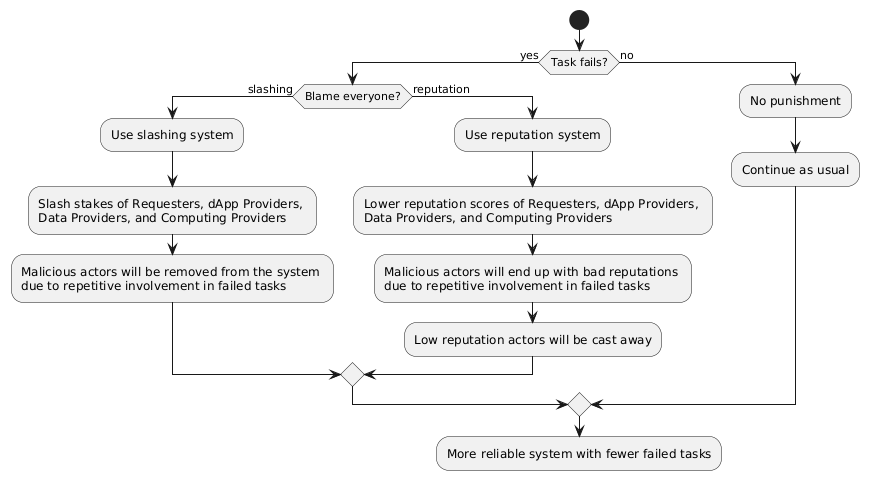 yes
Task fails?
no
slashing
Blame everyone?
reputation
Use slashing system
Slash stakes of Requesters, dApp Providers,
Data Providers, and Computing Providers
Malicious actors will be removed from the system
due to repetitive involvement in failed tasks
Use reputation system
Lower reputation scores of Requesters, dApp Providers,
Data Providers, and Computing Providers
Malicious actors will end up with bad reputations
due to repetitive involvement in failed tasks
Low reputation actors will be cast away
No punishment
Continue as usual
More reliable system with fewer failed tasks